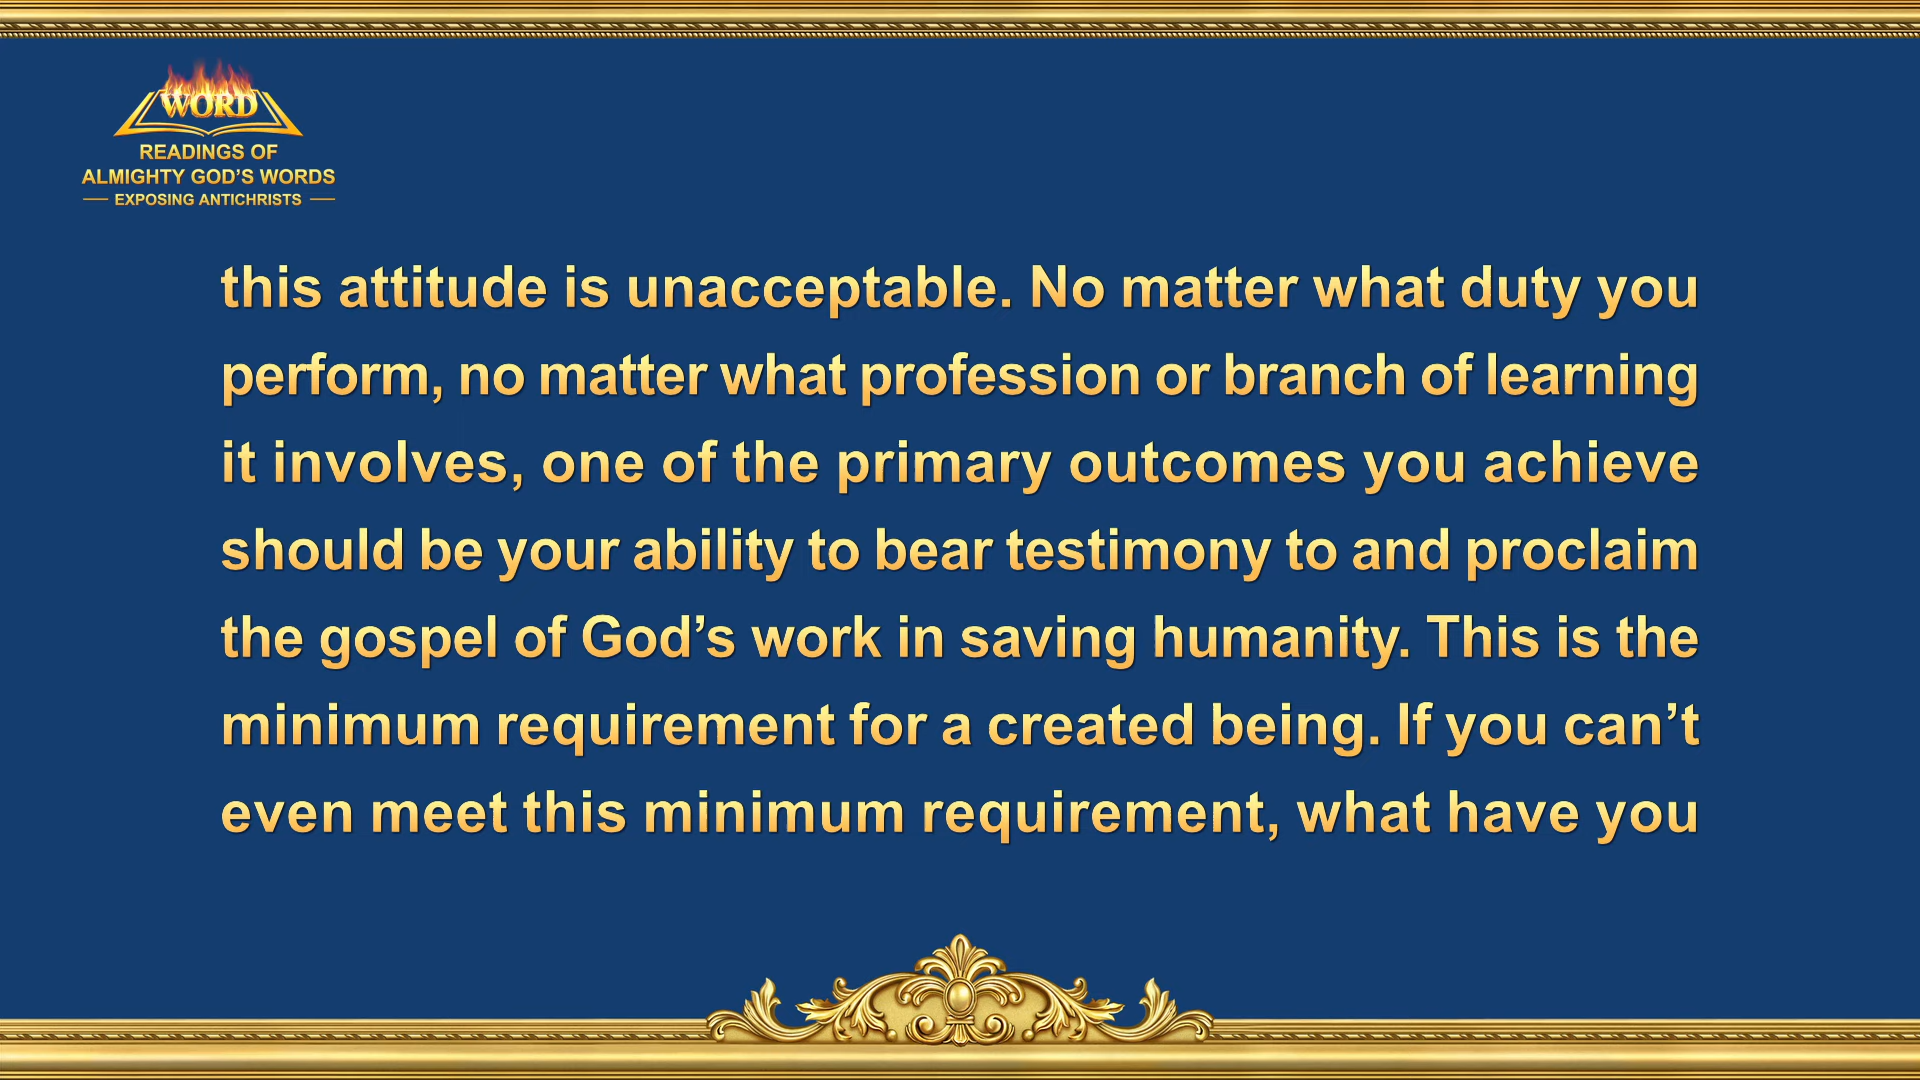 WORD
READINGS OF
ALMIGHTY GOD’S WORDS
EXPOSING ANTICHRISTS
this attitude is unacceptable. No matter what duty you
perform, no matter what profession or branch of learning
it involves, one of the primary outcomes you achieve
should be your ability to bear testimony to and proclaim
the gospel of God’s work in saving humanity. This is the
minimum requirement for a created being. If you can’t
even meet this minimum requirement, what have you